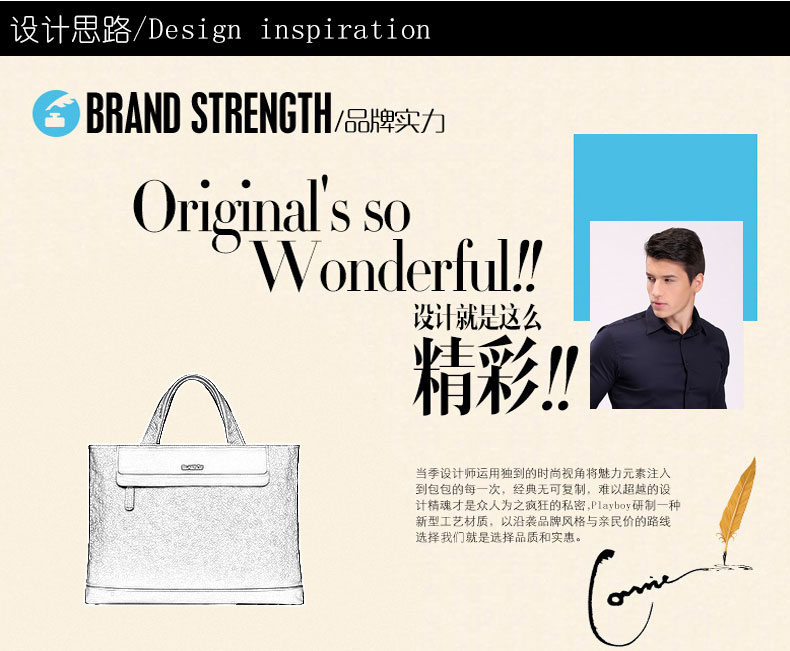 设计思路/Design inspiration
BRAND STRENGTH/品牌实力
Original's so
Wonderful!!
设计就是这么
精彩!!
当季设计师运用独到的时尚视角将魅力元素注入
到包包的每一次，经典无可复制，难以超越的设
计精魂才是众人为之疯狂的私密,Playboy研制一种
新型工艺材质，以沿袭品牌风格与亲民价的路线
选择我们就是选择品质和实惠。